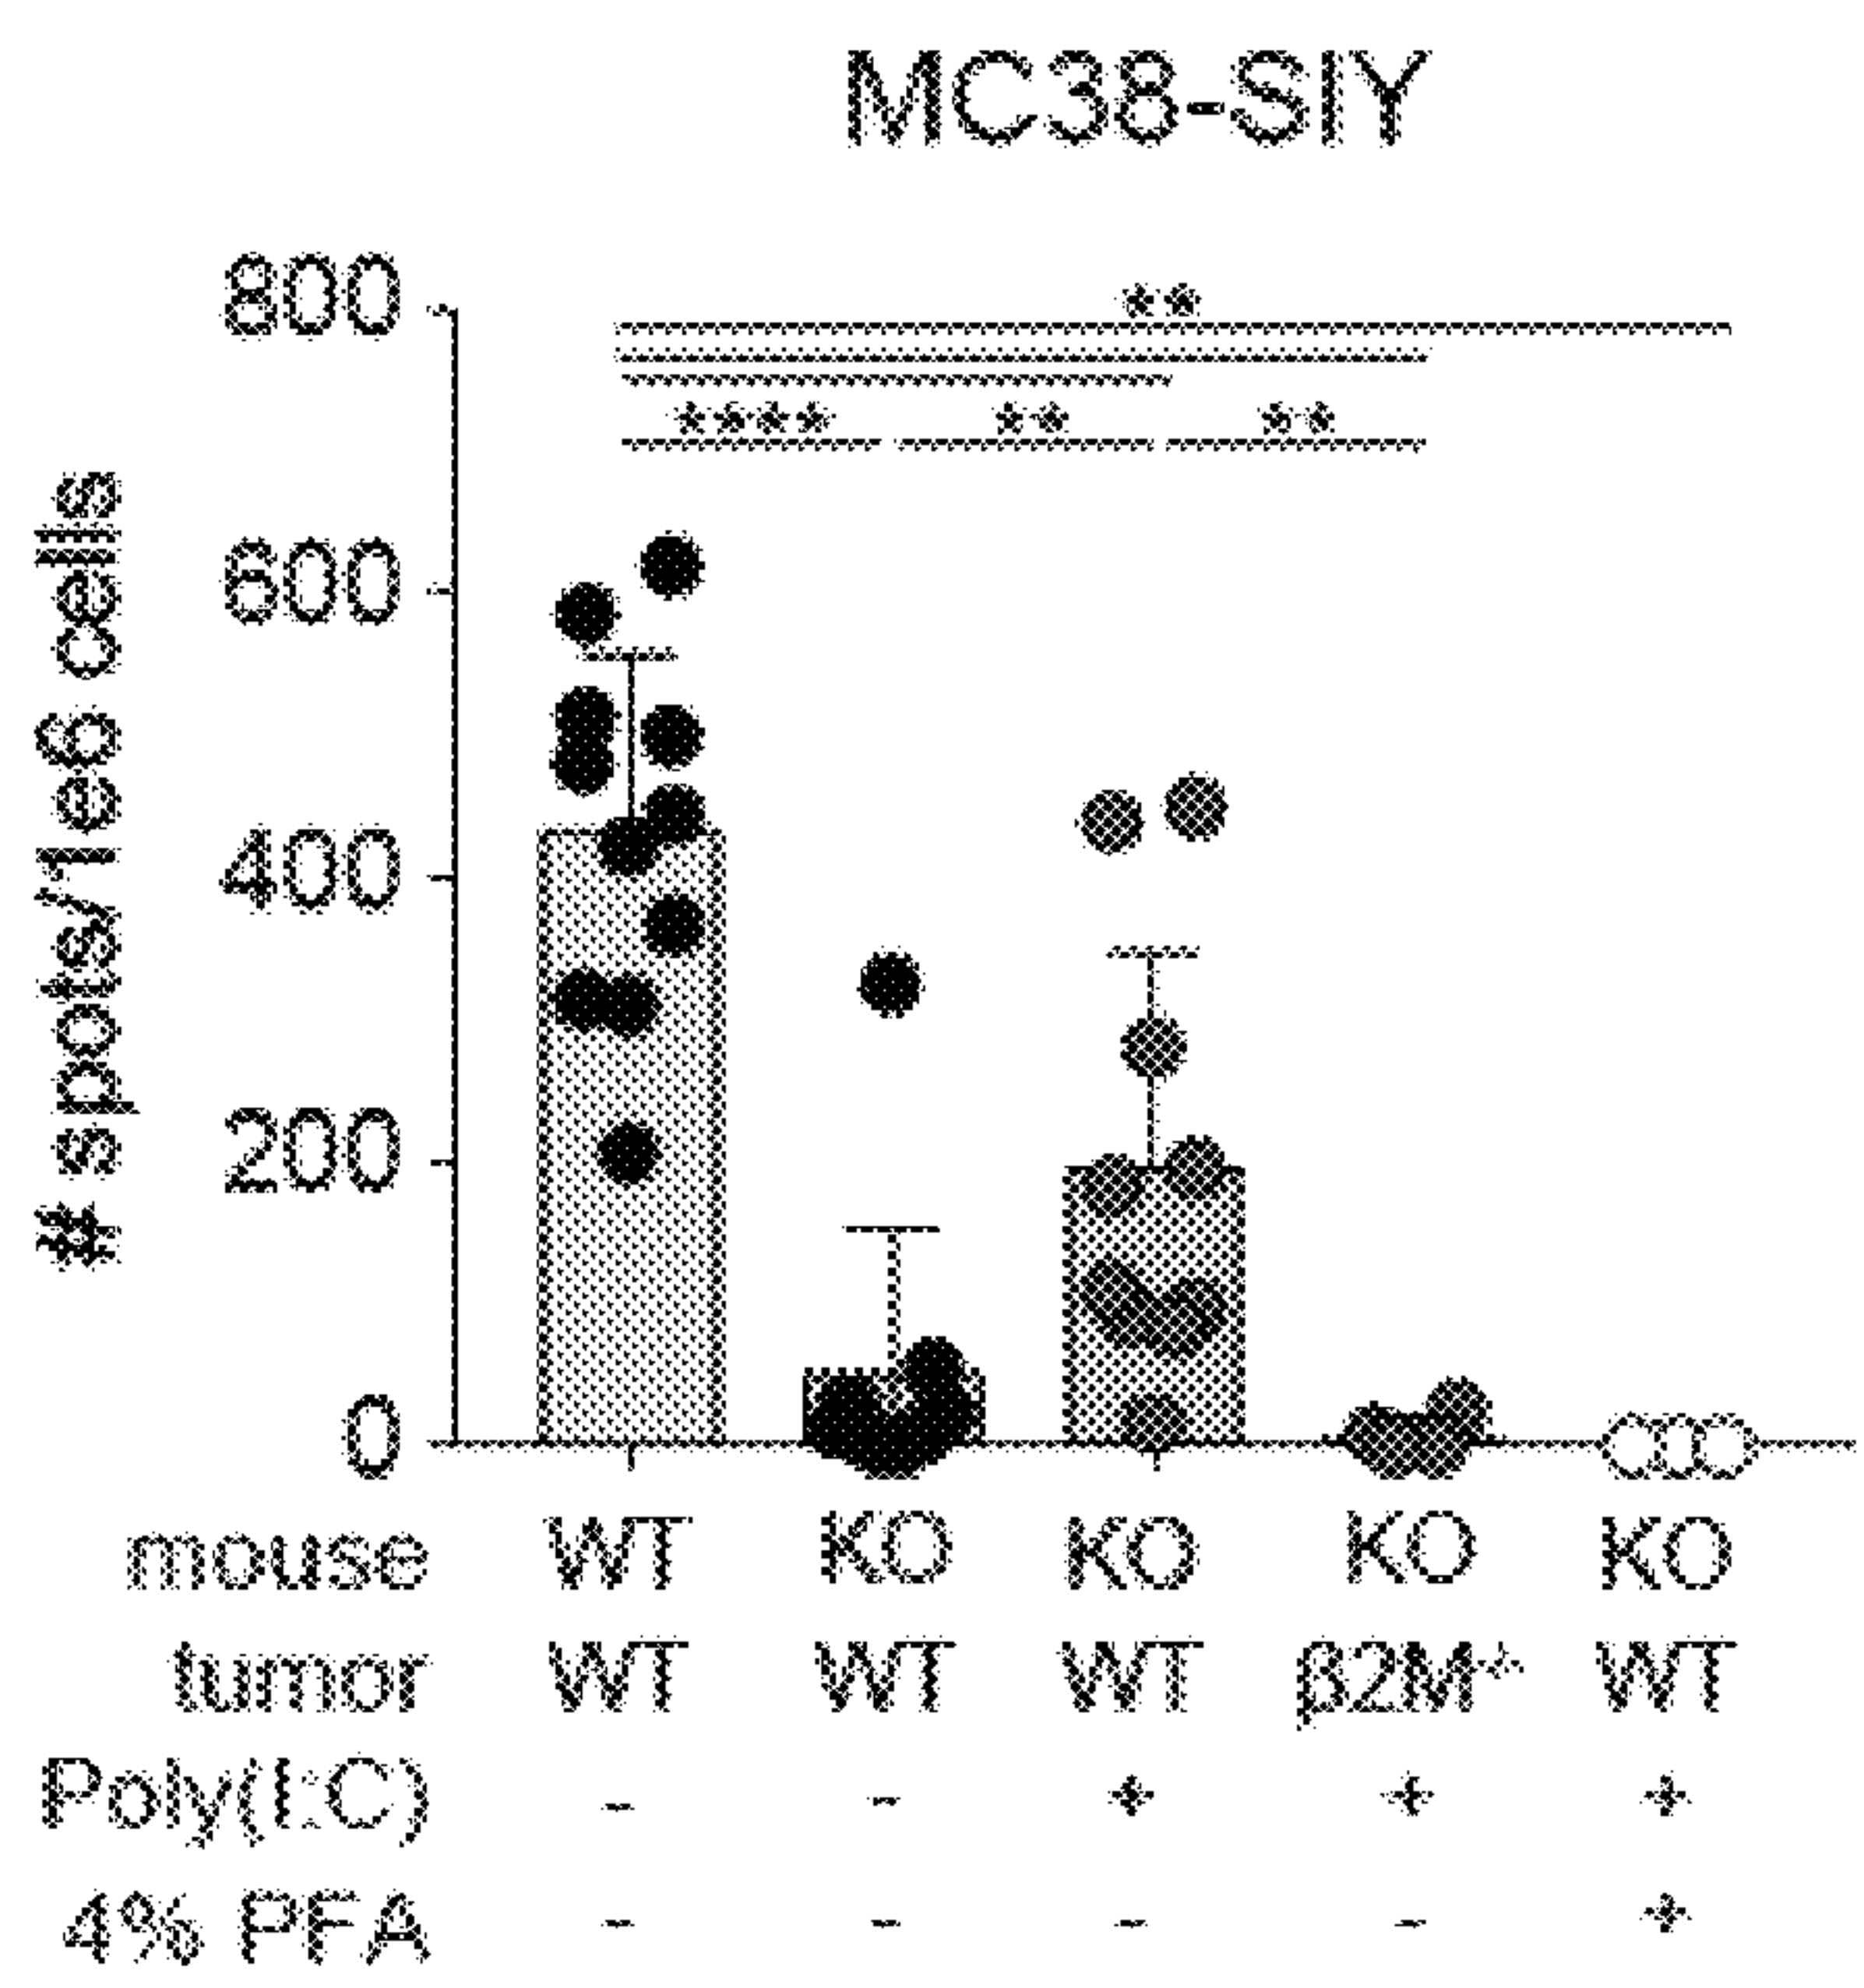 MC38-SIY
# spots/1e6 cells
800
600
400
200
0
**
**** ** **
mouse WT KO KO KO KO
tumor WT WT WT β2M-/- WT
Poly(I:C) - - + + +
4% PFA - - - - +